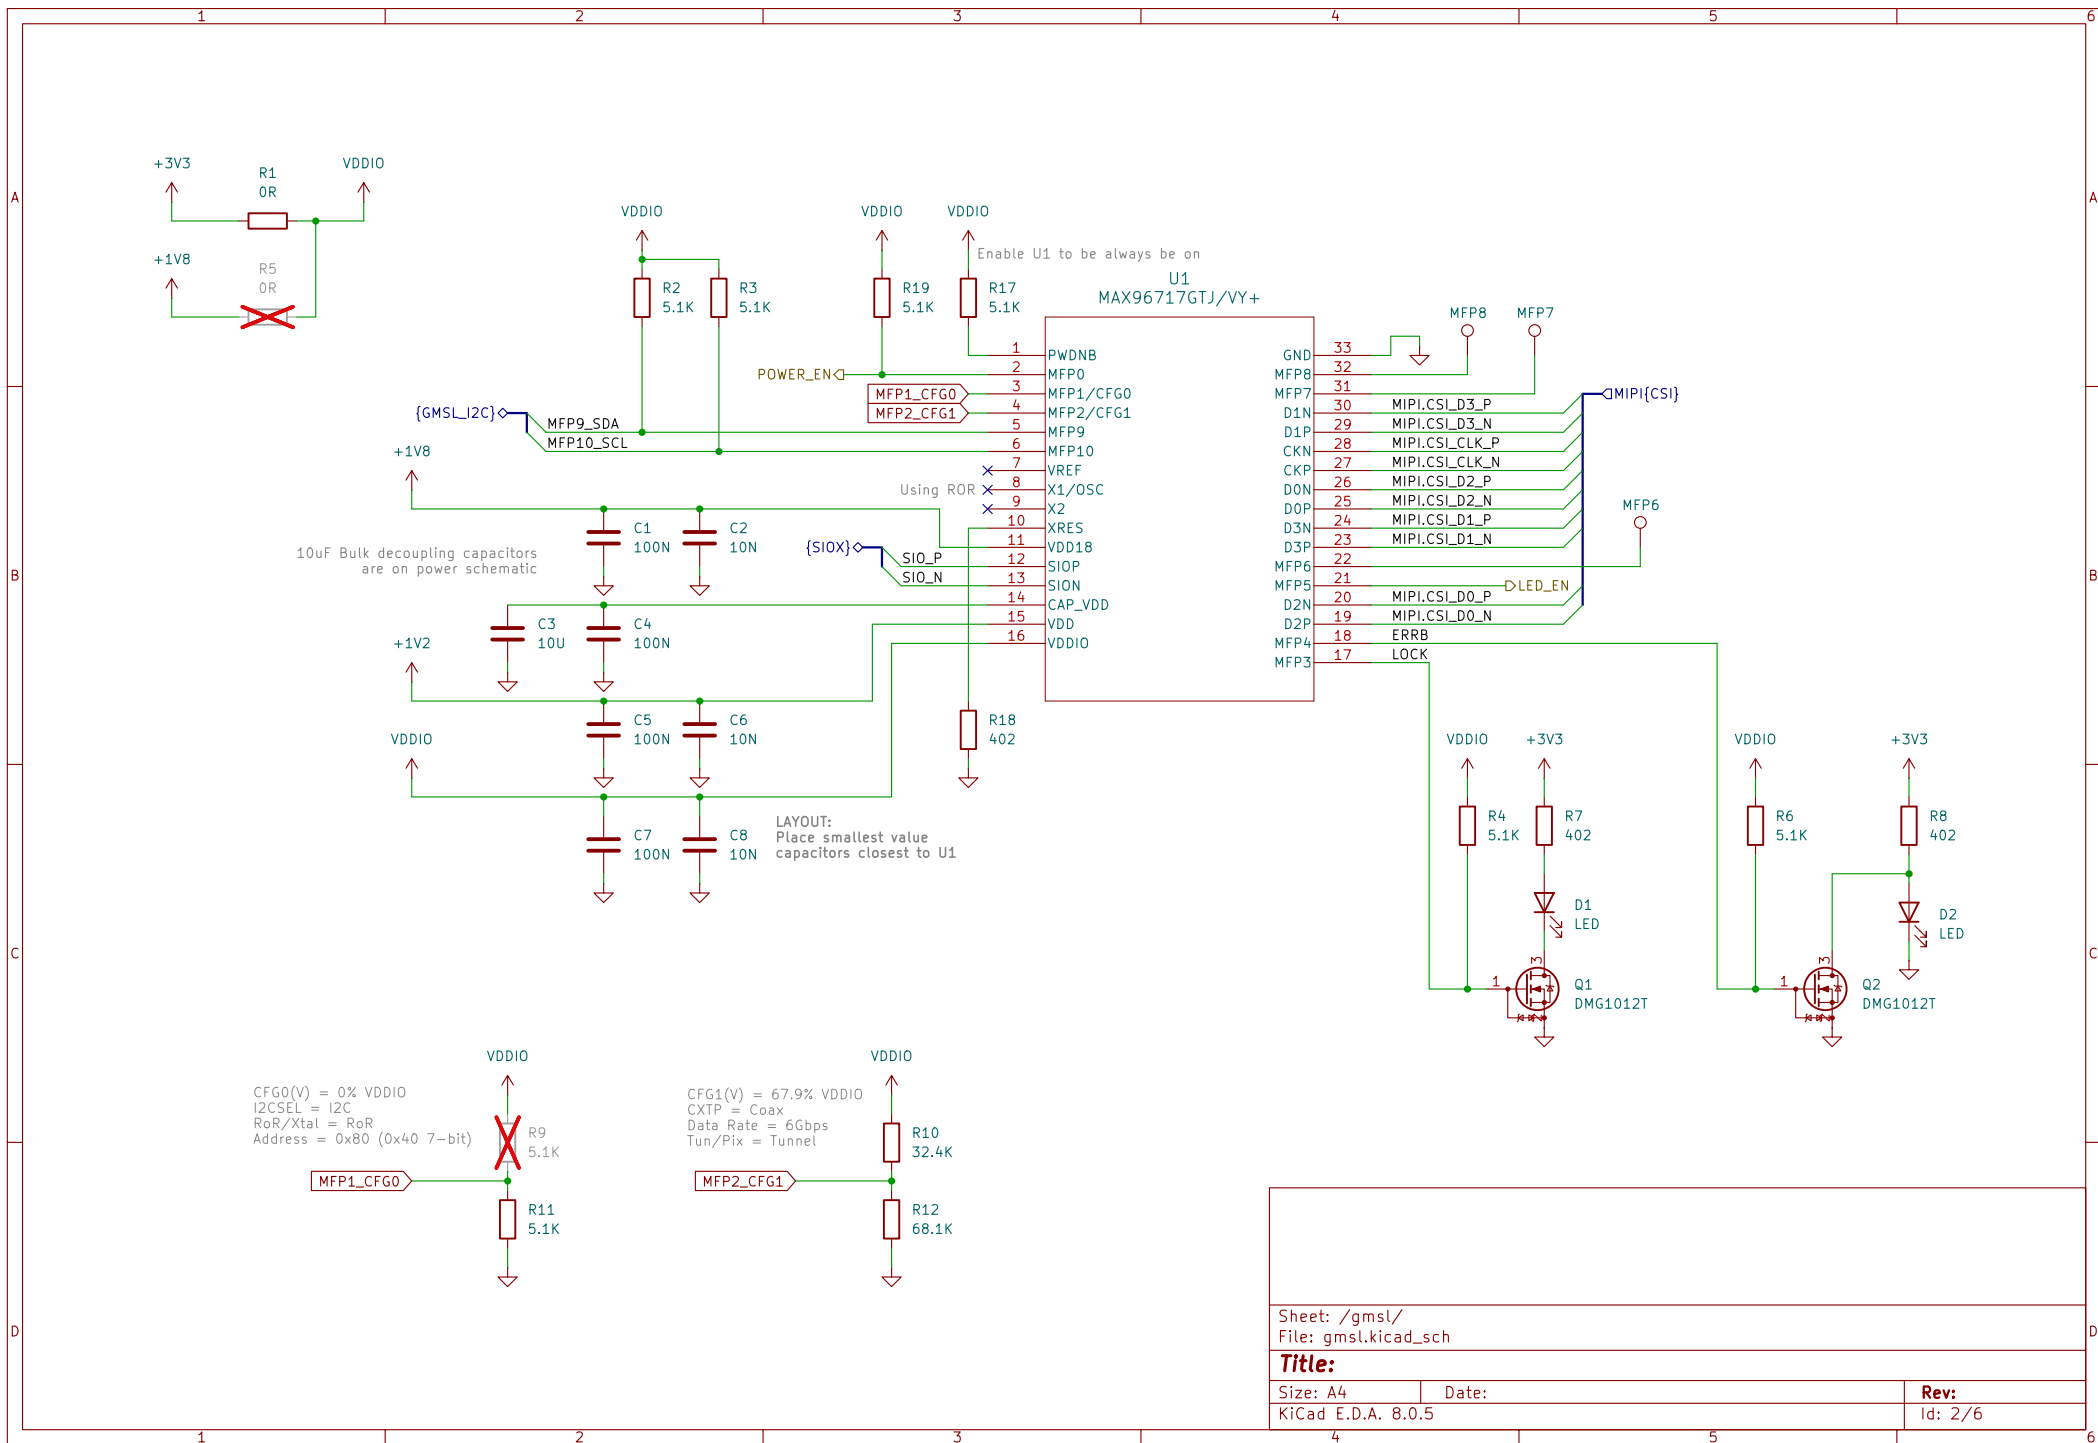 1 2 3 4 5 6
A
B
C
D
+3V3
R1
0R
VDDIO
+1V8
R5
0R
VDDIO
R2
5.1K
R3
5.1K
VDDIO
R19
5.1K
VDDIO
R17
5.1K
Enable U1 to be always be on
U1
MAX96717GTJ/VY+
POWER_EN
MFP1_CFG0
MFP2_CFG1
{GMSL_I2C}
MFP9_SDA
MFP10_SCL
+1V8
Using ROR
{SIOX}
SIO_P
SIO_N
1 PWDNB
2 MFP0
3 MFP1/CFG0
4 MFP2/CFG1
5 MFP9
6 MFP10
7 VREF
8 X1/OSC
9 X2
10 XRES
11 VDD18
12 SIOP
13 SION
14 CAP_VDD
15 VDD
16 VDDIO
GND 33
MFP8 32
MFP7 31
D1N 30 MIPI.CSI_D3_P
D1P 29 MIPI.CSI_D3_N
CKN 28 MIPI.CSI_CLK_P
CKP 27 MIPI.CSI_CLK_N
D0N 26 MIPI.CSI_D2_P
D0P 25 MIPI.CSI_D2_N
D3N 24 MIPI.CSI_D1_P
D3P 23 MIPI.CSI_D1_N
MFP6 22
MFP5 21 LED_EN
D2N 20 MIPI.CSI_D0_P
D2P 19 MIPI.CSI_D0_N
MFP4 18 ERRB
MFP3 17 LOCK
MFP8
MFP7
MIPI{CSI}
MFP6
C1
100N
C2
10N
10uF Bulk decoupling capacitors
are on power schematic
C3
10U
C4
100N
+1V2
C5
100N
C6
10N
VDDIO
C7
100N
C8
10N
LAYOUT:
Place smallest value
capacitors closest to U1
R18
402
VDDIO
+3V3
R4
5.1K
R7
402
D1
LED
3
1
Q1
DMG1012T
VDDIO
+3V3
R6
5.1K
R8
402
D2
LED
3
1
Q2
DMG1012T
VDDIO
CFG0(V) = 0% VDDIO
I2CSEL = I2C
RoR/Xtal = RoR
Address = 0x80 (0x40 7-bit)
R9
5.1K
MFP1_CFG0
R11
5.1K
VDDIO
CFG1(V) = 67.9% VDDIO
CXTP = Coax
Data Rate = 6Gbps
Tun/Pix = Tunnel
R10
32.4K
MFP2_CFG1
R12
68.1K
Sheet: /gmsl/
File: gmsl.kicad_sch
Title:
Size: A4 Date: Rev:
KiCad E.D.A. 8.0.5 Id: 2/6
A
B
C
D
1 2 3 4 5 6